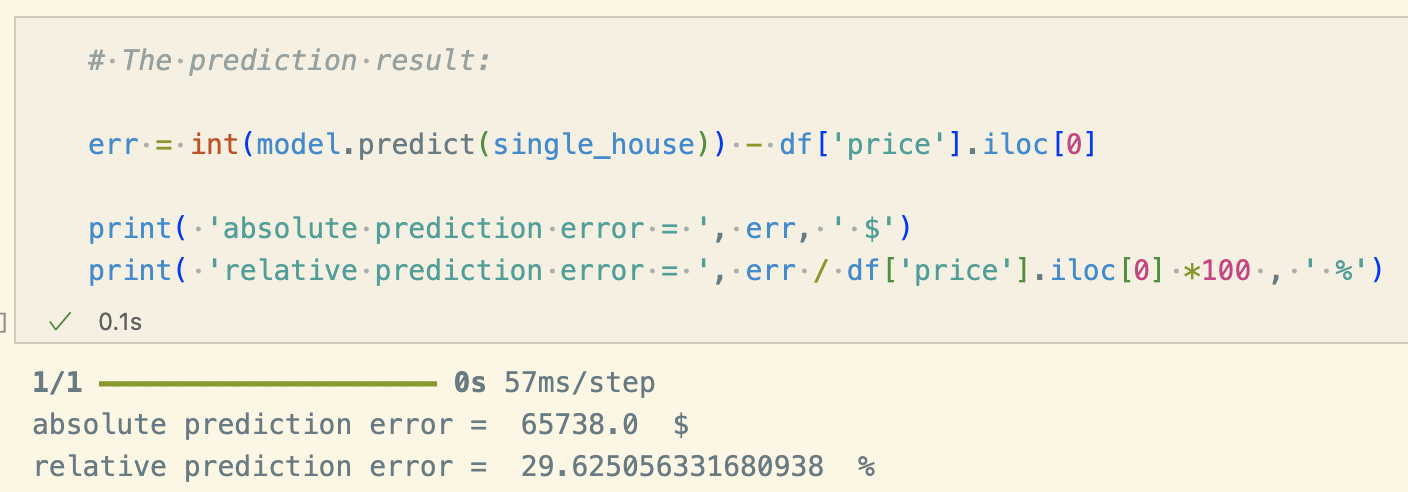 # The prediction result:
err = int(model.predict(single_house)) - df['price'].iloc[0]
print( 'absolute prediction error = ', err, ' $')
print( 'relative prediction error = ', err / df['price'].iloc[0] *100 , ' %')
] ✓ 0.1s
1/1 ━━━━━━━━━━━━━━━━━━━━ 0s 57ms/step
absolute prediction error =  65738.0  $
relative prediction error =  29.625056331680938  %